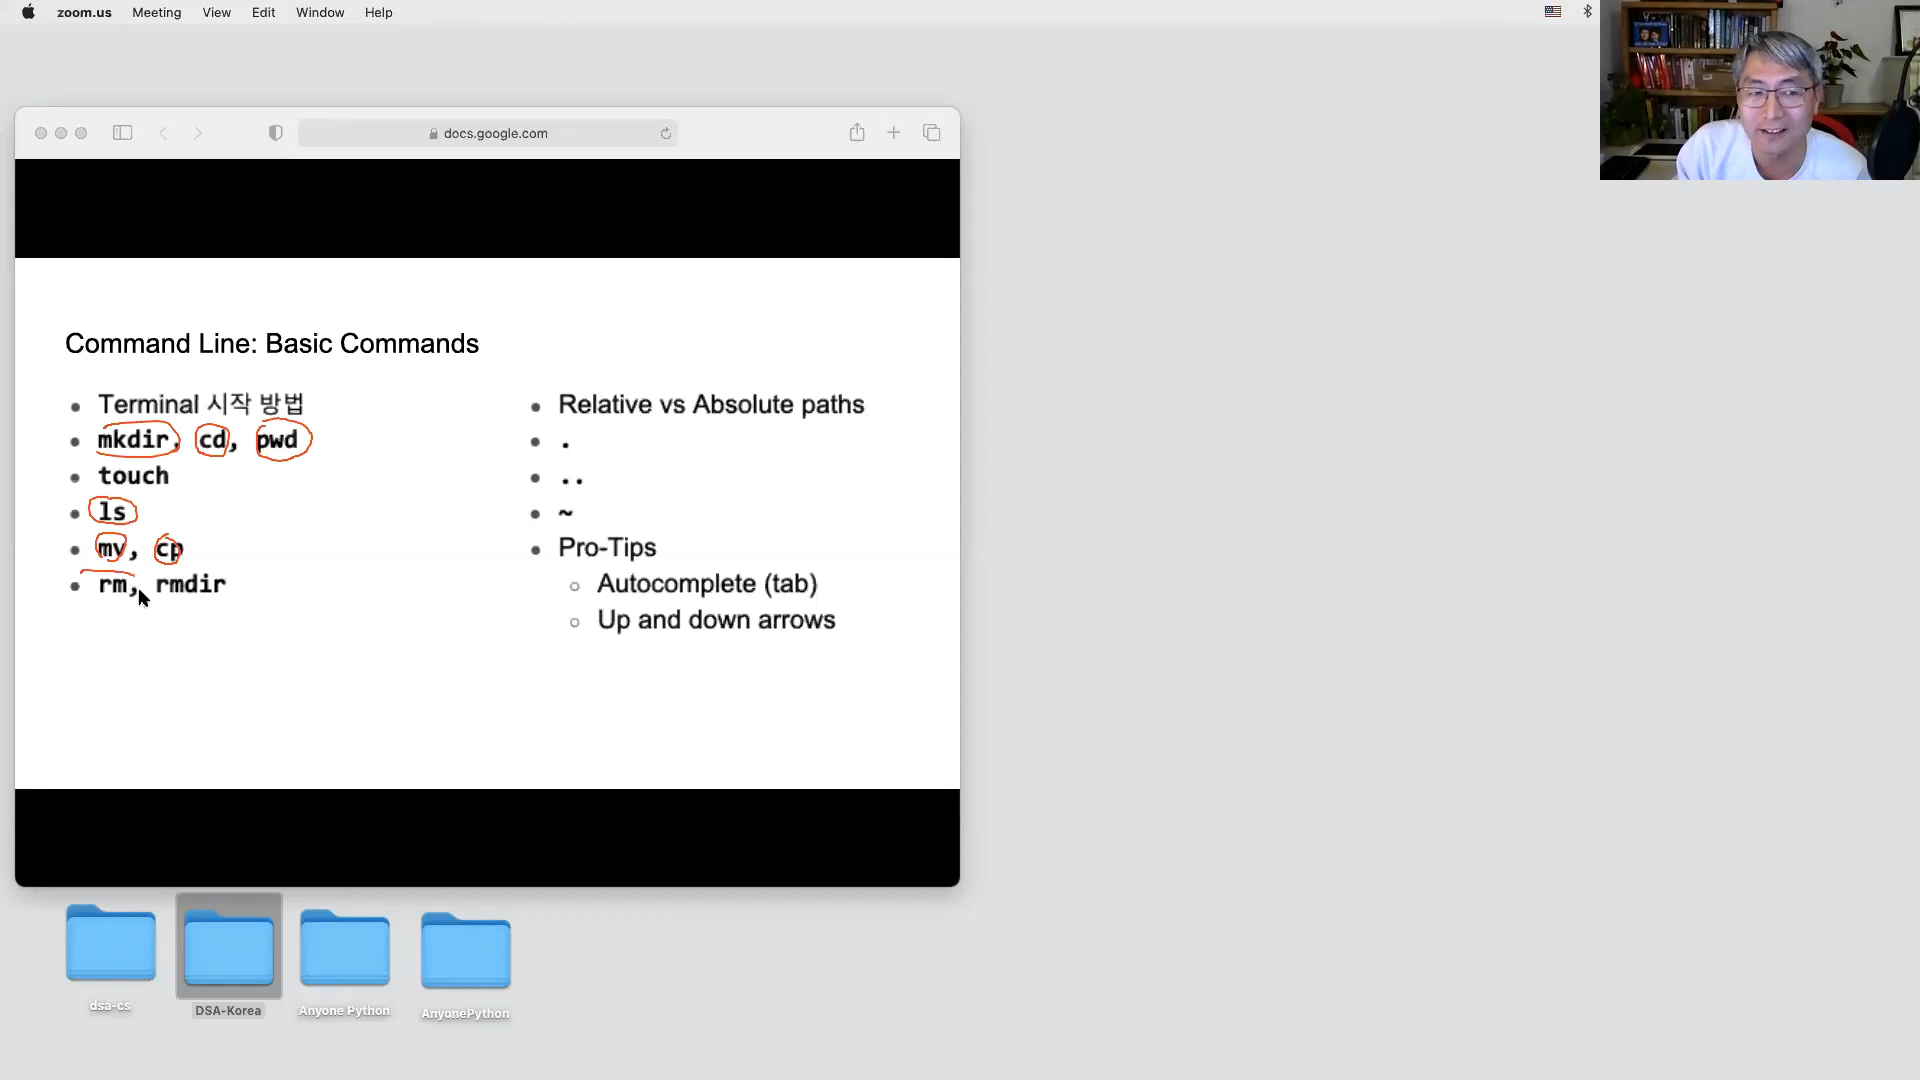 zoom.us Meeting View Edit Window Help
docs.google.com
Command Line: Basic Commands
Terminal 시작 방법
mkdir, cd, pwd
touch
ls
mv, cp
rm, rmdir
Relative vs Absolute paths
.
..
~
Pro-Tips
Autocomplete (tab)
Up and down arrows
dsa-cs
DSA-Korea
Anyone Python
AnyonePython